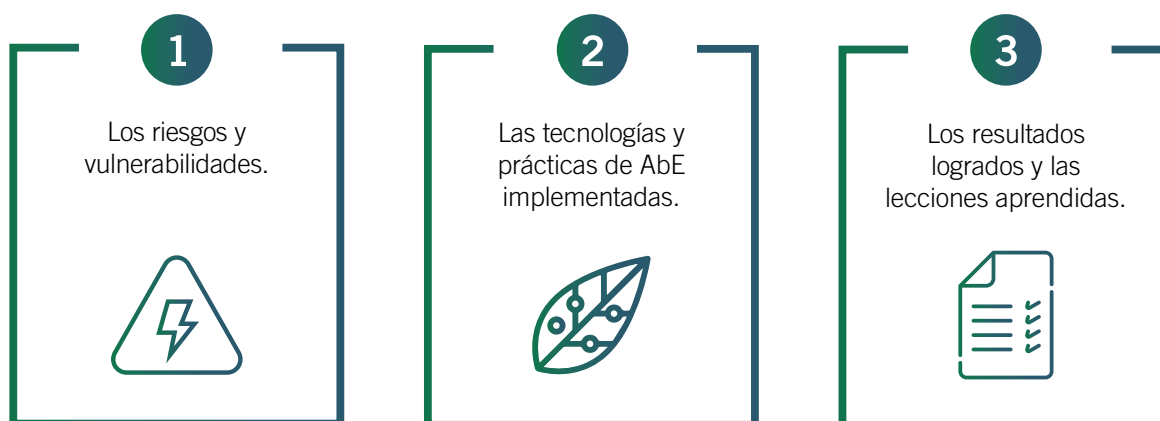 1
Los riesgos y
vulnerabilidades.
2
Las tecnologías y
prácticas de AbE
implementadas.
3
Los resultados
logrados y las
lecciones aprendidas.